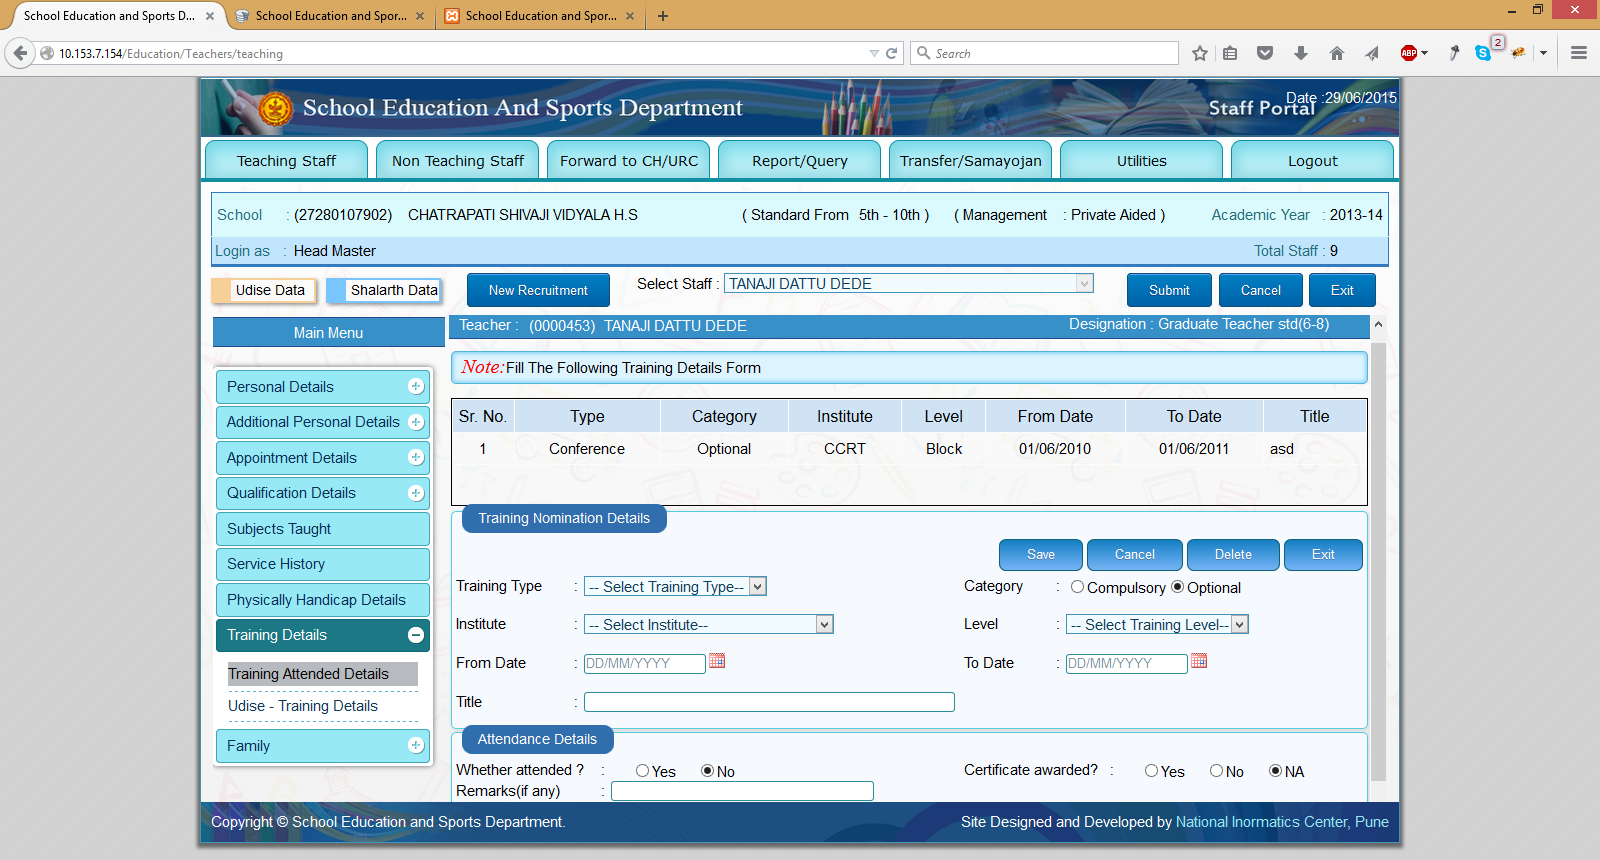 School Education and Sports D... × School Education and Spor... × School Education and Spor... × +
10.153.7.154/Education/Teachers/teaching Search ABP 2
School Education And Sports Department
Date :29/06/2015
Staff Portal
Teaching Staff Non Teaching Staff Forward to CH/URC Report/Query Transfer/Samayojan Utilities Logout
School : (27280107902) CHATRAPATI SHIVAJI VIDYALA H.S ( Standard From 5th - 10th ) ( Management : Private Aided ) Academic Year : 2013-14
Login as : Head Master Total Staff : 9
Udise Data Shalarth Data New Recruitment Select Staff : TANAJI DATTU DEDE Submit Cancel Exit
Main Menu
Teacher : (0000453) TANAJI DATTU DEDE Designation : Graduate Teacher std(6-8)
Note:Fill The Following Training Details Form
Personal Details
Additional Personal Details
Appointment Details
Qualification Details
Subjects Taught
Service History
Physically Handicap Details
Training Details
Training Attended Details
Udise - Training Details
Family
Sr. No. Type Category Institute Level From Date To Date Title
1 Conference Optional CCRT Block 01/06/2010 01/06/2011 asd
Training Nomination Details
Save Cancel Delete Exit
Training Type : -- Select Training Type-- Category : Compulsory Optional
Institute : -- Select Institute-- Level : -- Select Training Level--
From Date : DD/MM/YYYY To Date : DD/MM/YYYY
Title :
Attendance Details
Whether attended ? : Yes No Certificate awarded? : Yes No NA
Remarks(if any) :
Copyright © School Education and Sports Department. Site Designed and Developed by National Inormatics Center, Pune